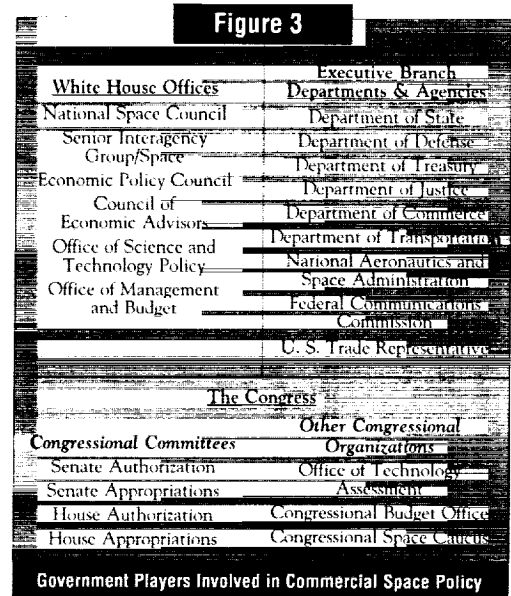 Figure 3
White House Offices
National Space Council
Senior Interagency
Group/Space
Economic Policy Council
Council of
Economic Advisors
Office of Science and
Technology Policy
Office of Management
and Budget
Executive Branch
Departments & Agencies
Department of State
Department of Defense
Department of Treasury
Department of Justice
Department of Commerce
Department of Transportation
National Aeronautics and
Space Administration
Federal Communications
Commission
U. S. Trade Representative
The Congress
Congressional Committees
Senate Authorization
Senate Appropriations
House Authorization
House Appropriations
Other Congressional
Organizations
Office of Technology
Assessment
Congressional Budget Office
Congressional Space Caucus
Government Players Involved in Commercial Space Policy